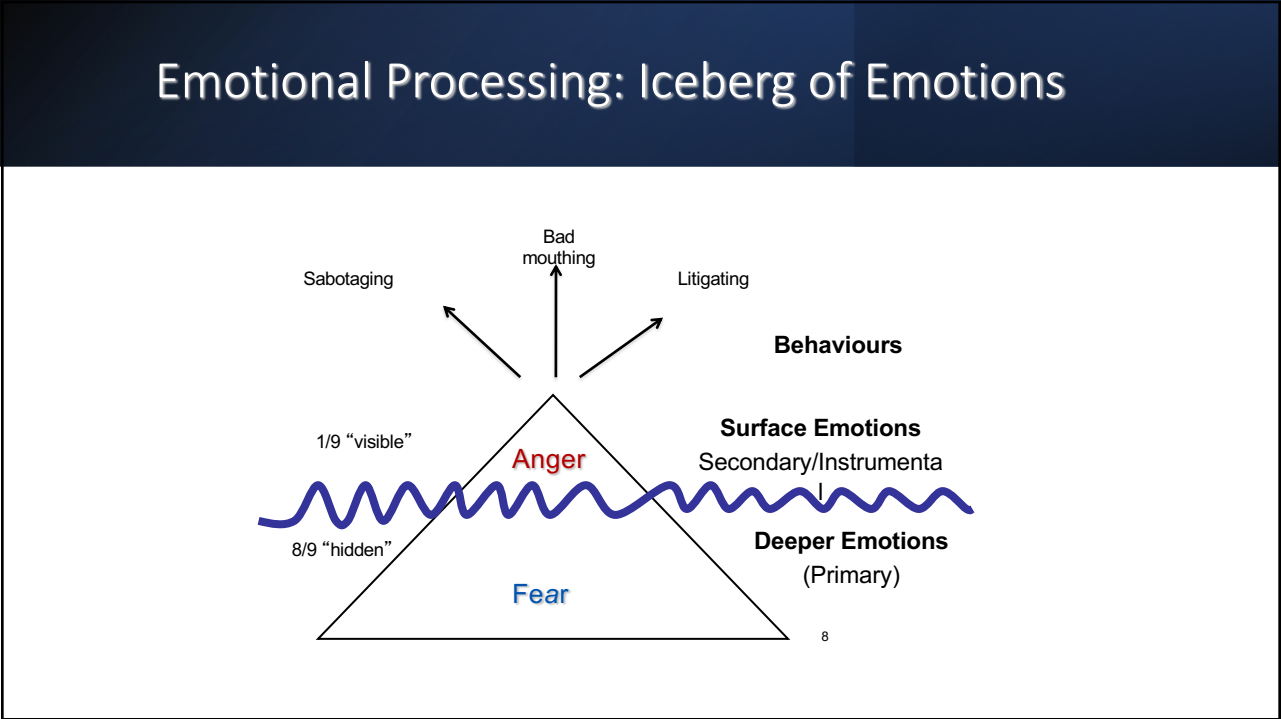 Emotional Processing: Iceberg of Emotions
Bad
mouthing
Sabotaging
Litigating
Behaviours
1/9 “visible”
Anger
Surface Emotions
Secondary/Instrumenta
l
8/9 “hidden”
Deeper Emotions
(Primary)
Fear
8